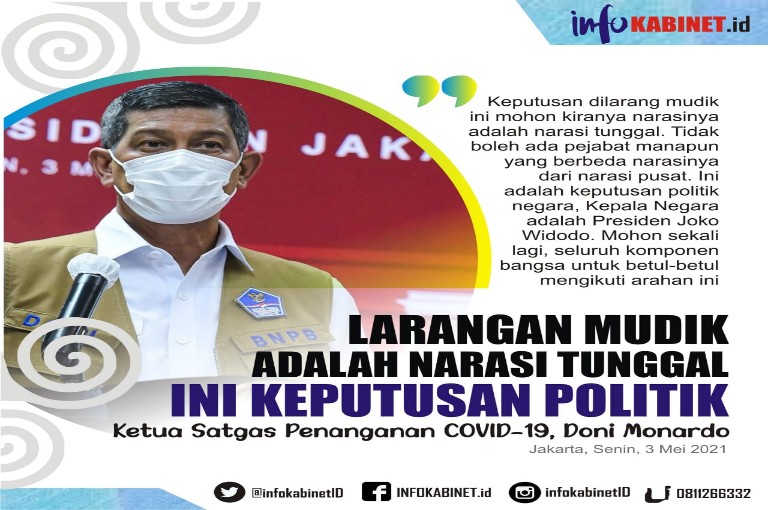 infoKABINET.id
SIDEN JAKA
N, 3 M
Keputusan dilarang mudik
ini mohon kiranya narasinya
adalah narasi tunggal. Tidak
boleh ada pejabat manapun
yang berbeda narasinya
dari narasi pusat. Ini
adalah keputusan politik
negara, Kepala Negara
adalah Presiden Joko
Widodo. Mohon sekali
lagi, seluruh komponen
bangsa untuk betul-betul
mengikuti arahan ini
BNPB
LARANGAN MUDIK
ADALAH NARASI TUNGGAL
INI KEPUTUSAN POLITIK
Ketua Satgas Penanganan COVID-19, Doni Monardo
Jakarta, Senin, 3 Mei 2021
@infokabinetID INFOKABINET.id infokabinetID 0811266332